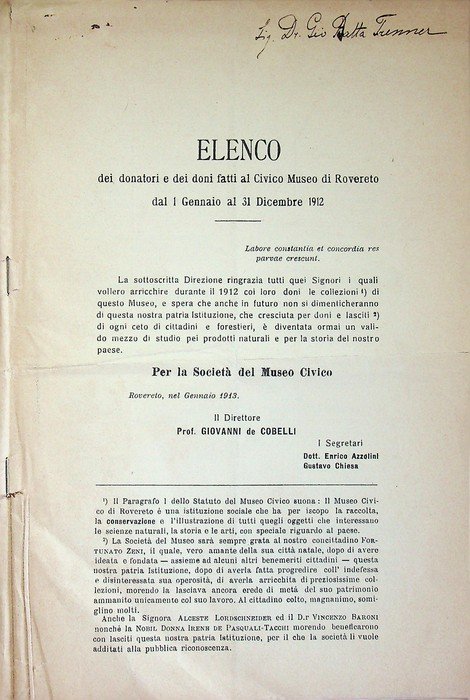 Sig. Dr. Gio Batta Trenner
ELENCO
dei donatori e dei doni fatti al Civico Museo di Rovereto
dal 1 Gennaio al 31 Dicembre 1912
Labore constantia et concordia res
parvae crescunt.
La sottoscritta Direzione ringrazia tutti quei Signori i quali
vollero arricchire durante il 1912 coi loro doni le collezioni ¹) di
questo Museo, e spera che anche in futuro non si dimenticheranno
di questa nostra patria Istituzione, che cresciuta per doni e lasciti ²)
di ogni ceto di cittadini e forestieri, è diventata ormai un vali-
do mezzo di studio pei prodotti naturali e per la storia del nostro
paese.
Per la Società del Museo Civico
Rovereto, nel Gennaio 1913.
Il Direttore
Prof. GIOVANNI de COBELLI
I Segretari
Dott. Enrico Azzolini
Gustavo Chiesa
¹) Il Paragrafo 1 dello Statuto del Museo Civico suona: Il Museo Civi-
co di Rovereto è una istituzione sociale che ha per iscopo la raccolta,
la conservazione e l'illustrazione di tutti quegli oggetti che interessano
le scienze naturali, la storia e le arti, con speciale riguardo al paese.
²) La Società del Museo sarà sempre grata al nostro concittadino FOR-
TUNATO ZENI, il quale, vero amante della sua città natale, dopo di avere
ideata e fondata — assieme ad alcuni altri benemeriti cittadini — questa
nostra patria Istituzione, dopo di averla fatta progredire coll' indefessa
e disinteressata sua operosità, di averla arricchita di preziosissime col-
lezioni, morendo la lasciava ancora erede di metá del suo patrimonio
ammanito unicamente col suo lavoro. Al cittadino colto, magnanimo, somi-
glino molti.
Anche la Signora ALCESTE LORDSCHNEIDER ed il D.r VINCENZO BARONI
nonchè la NOBIL DONNA IRENE DE PASQUALI-TACCHI morendo beneficarono
con lasciti questa nostra patria istituzione, per il che la società li vuole
additati alla pubblica riconoscenza.